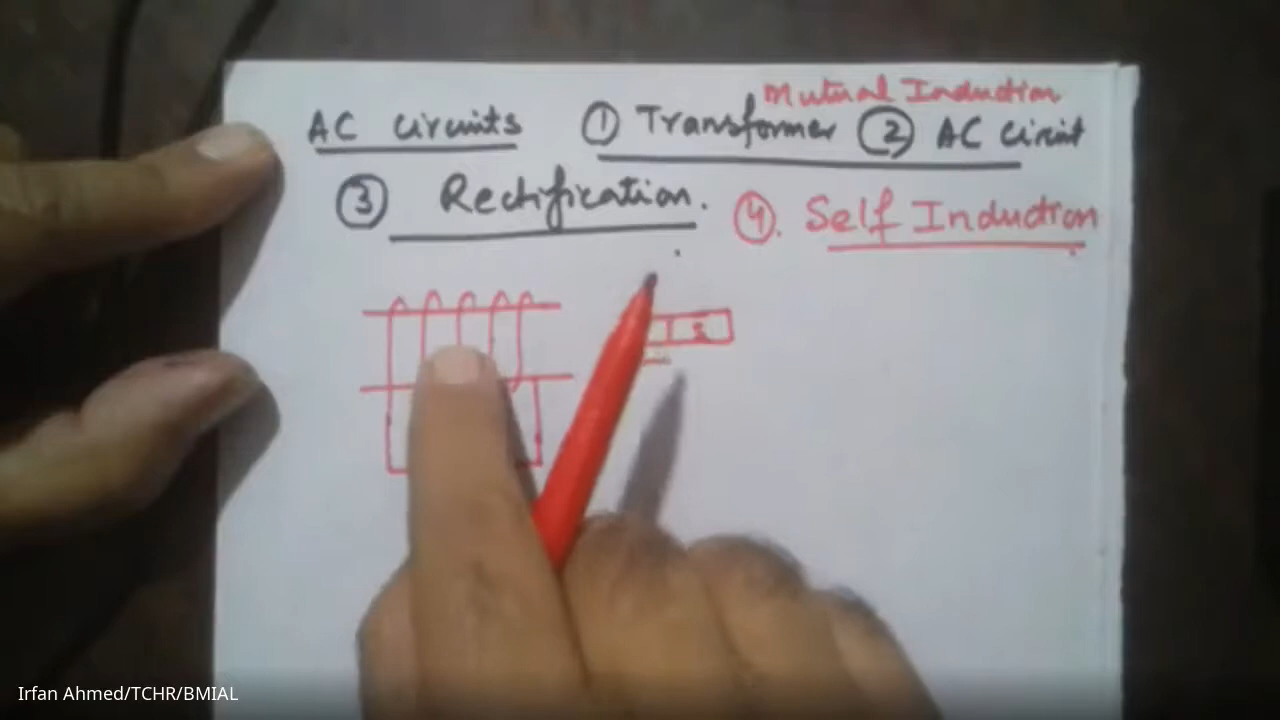 Mutual Induction
AC Circuits ① Transformer ② AC Circuit
③ Rectification. ④. Self Induction
S
Irfan Ahmed/TCHR/BMIAL